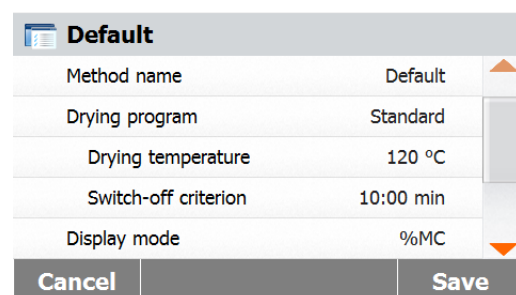 Default
Method name Default
Drying program Standard
Drying temperature 120 °C
Switch-off criterion 10:00 min
Display mode %MC
Cancel Save